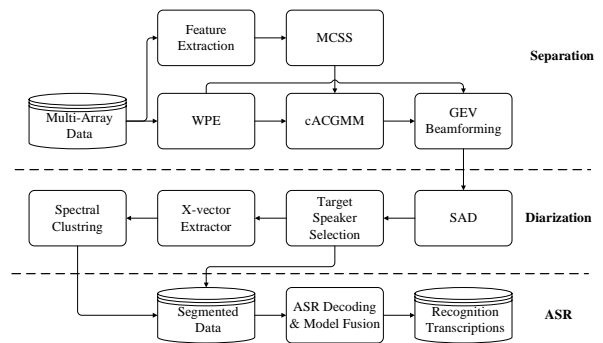 Feature
Extraction
MCSS
Separation
Multi-Array
Data
WPE
cACGMM
GEV
Beamforming
Spectral
Clustring
X-vector
Extractor
Target
Speaker
Selection
SAD
Diarization
Segmented
Data
ASR Decoding
& Model Fusion
Recognition
Transcriptions
ASR